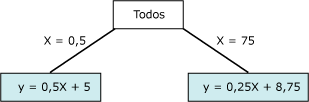 Todos
X = 0,5
X = 75
y = 0,5X + 5
y = 0,25X + 8,75